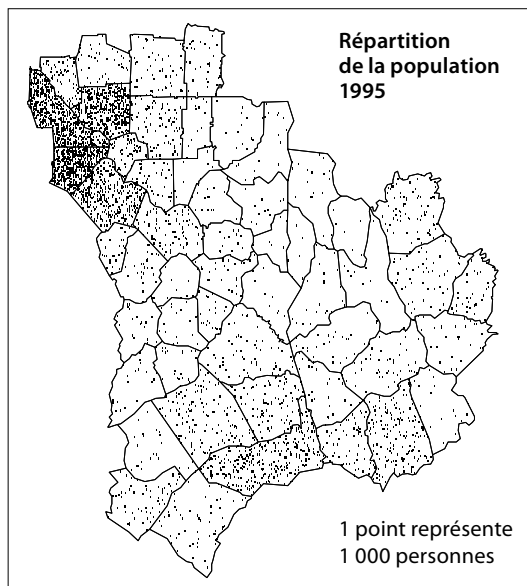 Répartition
de la population
1995
1 point représente
1 000 personnes